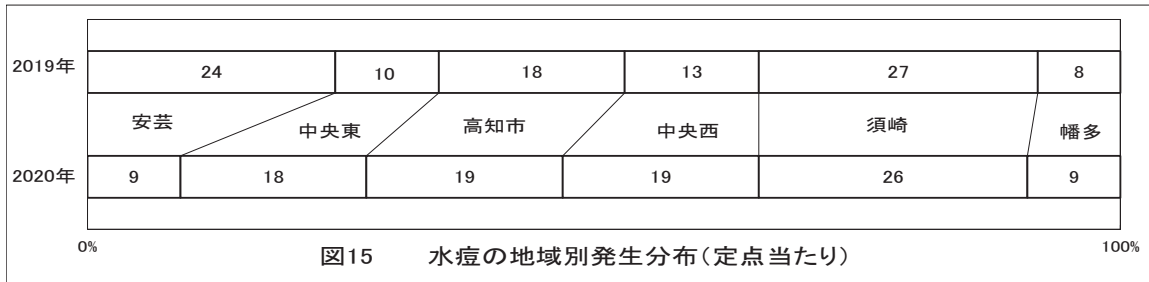 2019年 24 10 18 13 27 8
安芸 中央東 高知市 中央西 須崎 幡多
2020年 9 18 19 19 26 9
0% 100%
図15 水痘の地域別発生分布(定点当たり)